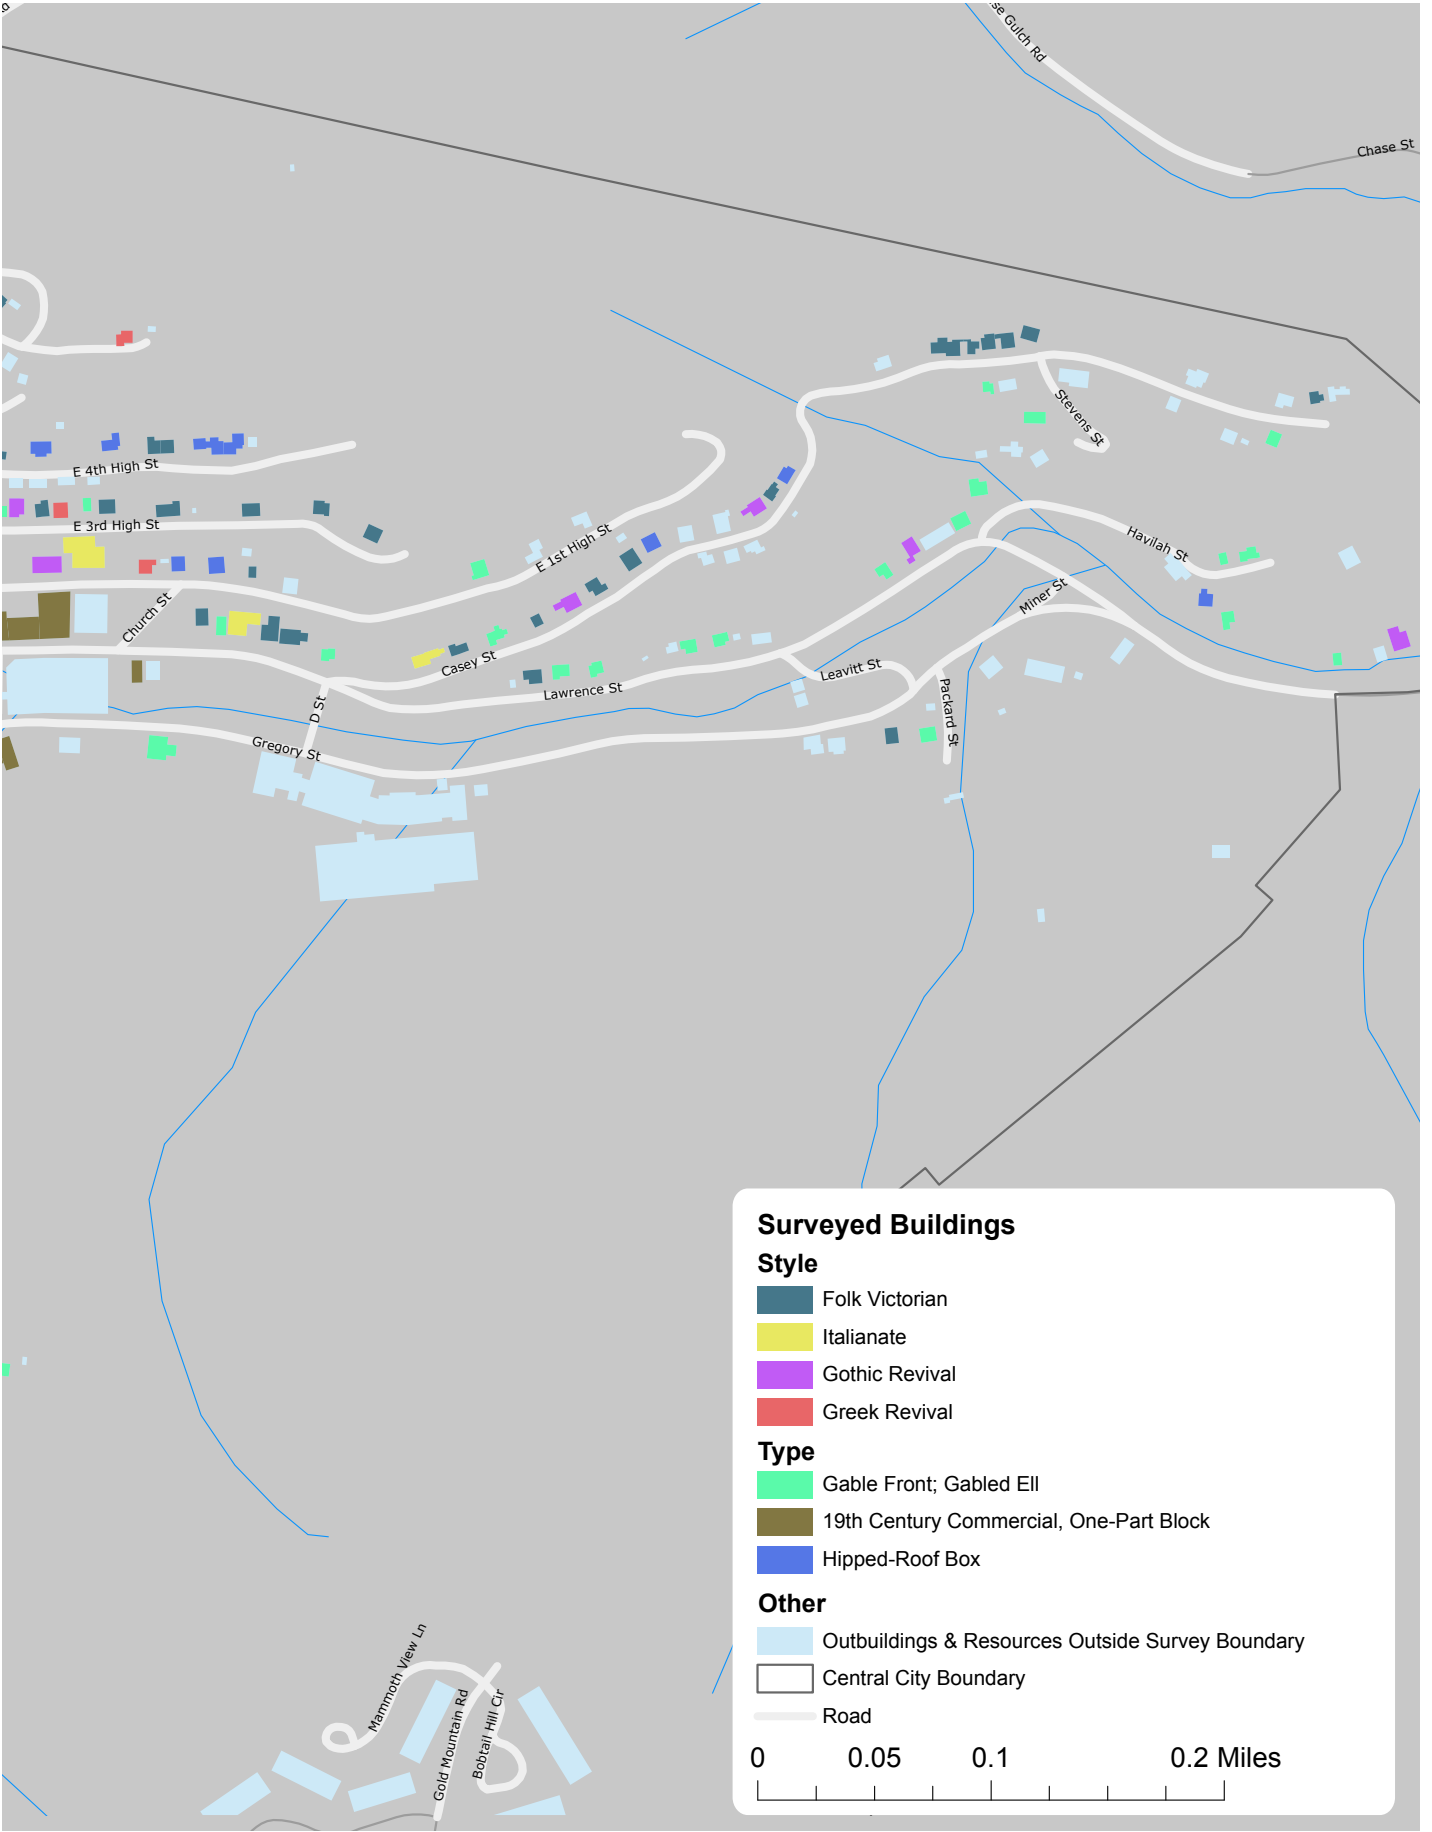 se Gulch Rd
Chase St
Stevens St
E 4th High St
E 3rd High St
E 1st High St
Havilah St
Miner St
Church St
Casey St
Leavitt St
Lawrence St
Packard St
D St
Gregory St
Surveyed Buildings
Style
Folk Victorian
Italianate
Gothic Revival
Greek Revival
Type
Gable Front; Gabled Ell
19th Century Commercial, One-Part Block
Hipped-Roof Box
Other
Outbuildings & Resources Outside Survey Boundary
Central City Boundary
Road
0 0.05 0.1 0.2 Miles
Mammoth View Ln
Gold Mountain Rd
Bobtail Hill Cir